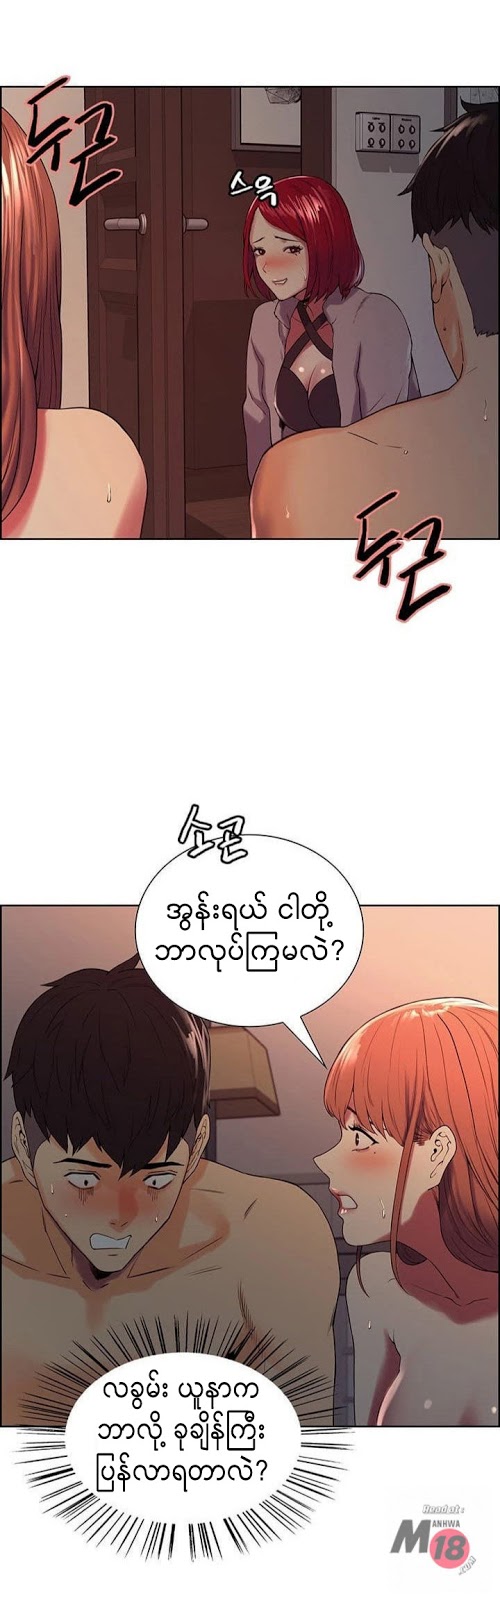 두근
스윽
두근
소곤
အွန်းရယ် ငါတို့
ဘာလုပ်ကြမလဲ?
လခွမ်း ယူနာက
ဘာလို့ ခုချိန်ကြီး
ပြန်လာရတာလဲ?
Read at :
MANHWA
M18
.COM